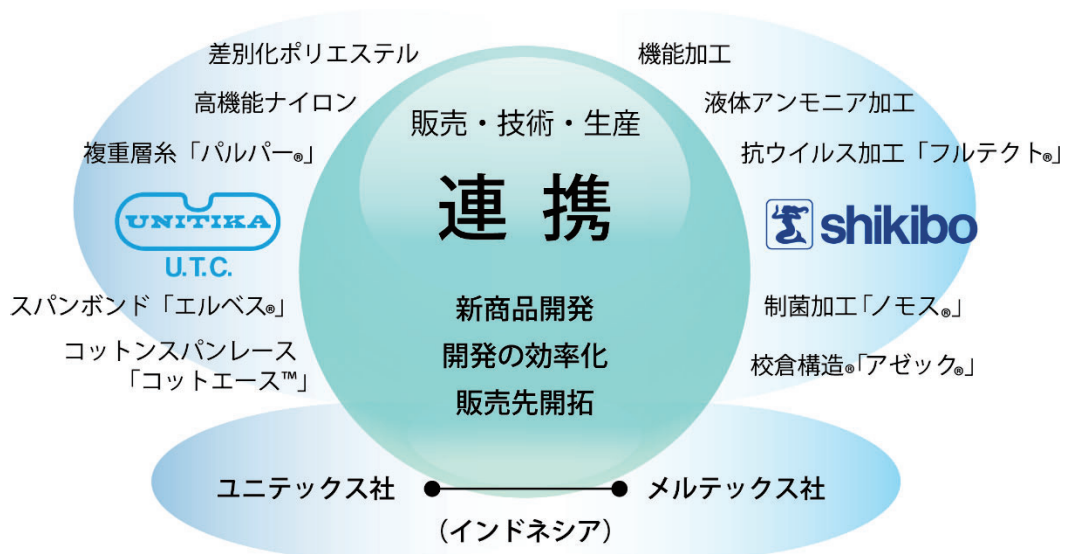 差別化ポリエステル
高機能ナイロン
複重層糸「パルパー®」
UNITIKA
U.T.C.
スパンボンド「エルベス®」
コットンスパンレース
「コットエース™」
販売・技術・生産
連携
新商品開発
開発の効率化
販売先開拓
機能加工
液体アンモニア加工
抗ウイルス加工「フルテクト®」
shikibo
制菌加工「ノモス®」
校倉構造®「アゼック®」
ユニテックス社
メルテックス社
（インドネシア）